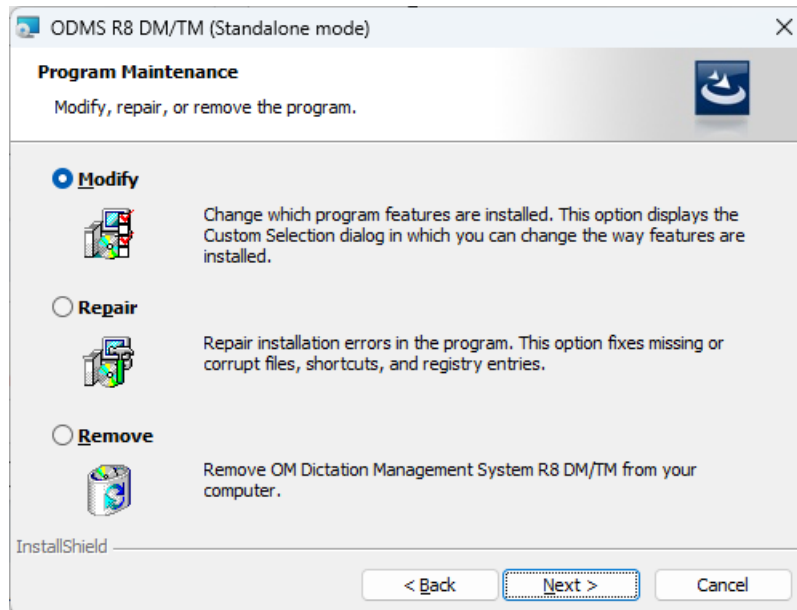 ODMS R8 DM/TM (Standalone mode)
Program Maintenance
Modify, repair, or remove the program.
Modify
Change which program features are installed. This option displays the
Custom Selection dialog in which you can change the way features are
installed.
Repair
Repair installation errors in the program. This option fixes missing or
corrupt files, shortcuts, and registry entries.
Remove
Remove OM Dictation Management System R8 DM/TM from your
computer.
InstallShield
< Back
Next >
Cancel